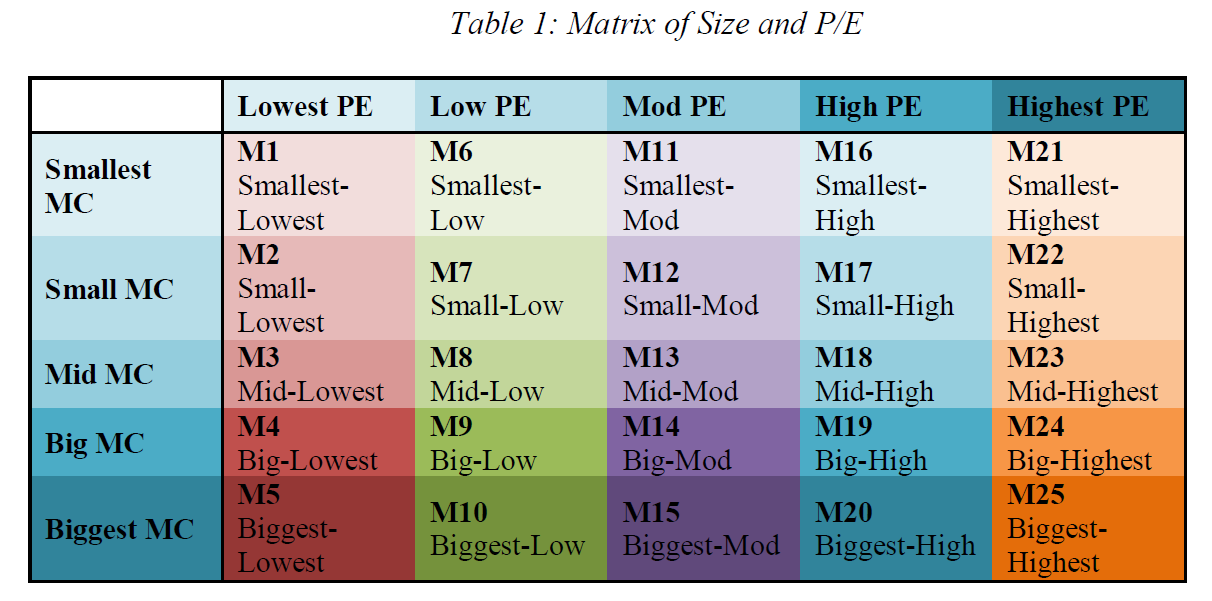 Table 1: Matrix of Size and P/E
Lowest PE Low PE Mod PE High PE Highest PE
Smallest
MC
M1
Smallest-
Lowest
M6
Smallest-
Low
M11
Smallest-
Mod
M16
Smallest-
High
M21
Smallest-
Highest
Small MC
M2
Small-
Lowest
M7
Small-Low
M12
Small-Mod
M17
Small-High
M22
Small-
Highest
Mid MC
M3
Mid-Lowest
M8
Mid-Low
M13
Mid-Mod
M18
Mid-High
M23
Mid-Highest
Big MC
M4
Big-Lowest
M9
Big-Low
M14
Big-Mod
M19
Big-High
M24
Big-Highest
Biggest MC
M5
Biggest-
Lowest
M10
Biggest-Low
M15
Biggest-Mod
M20
Biggest-High
M25
Biggest-
Highest